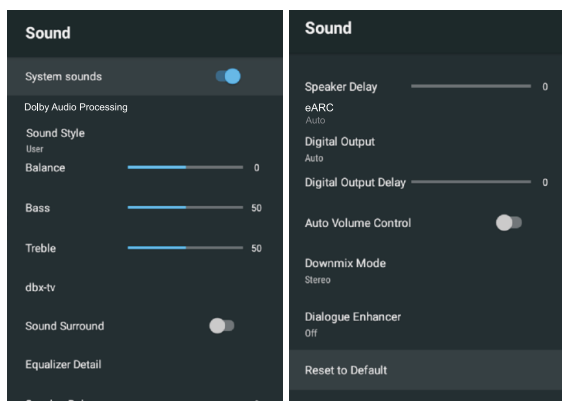 Sound
System sounds
Dolby Audio Processing
Sound Style
User
Balance 0
Bass 50
Treble 50
dbx-tv
Sound Surround
Equalizer Detail
Sound
Speaker Delay 0
eARC
Auto
Digital Output
Auto
Digital Output Delay 0
Auto Volume Control
Downmix Mode
Stereo
Dialogue Enhancer
Off
Reset to Default